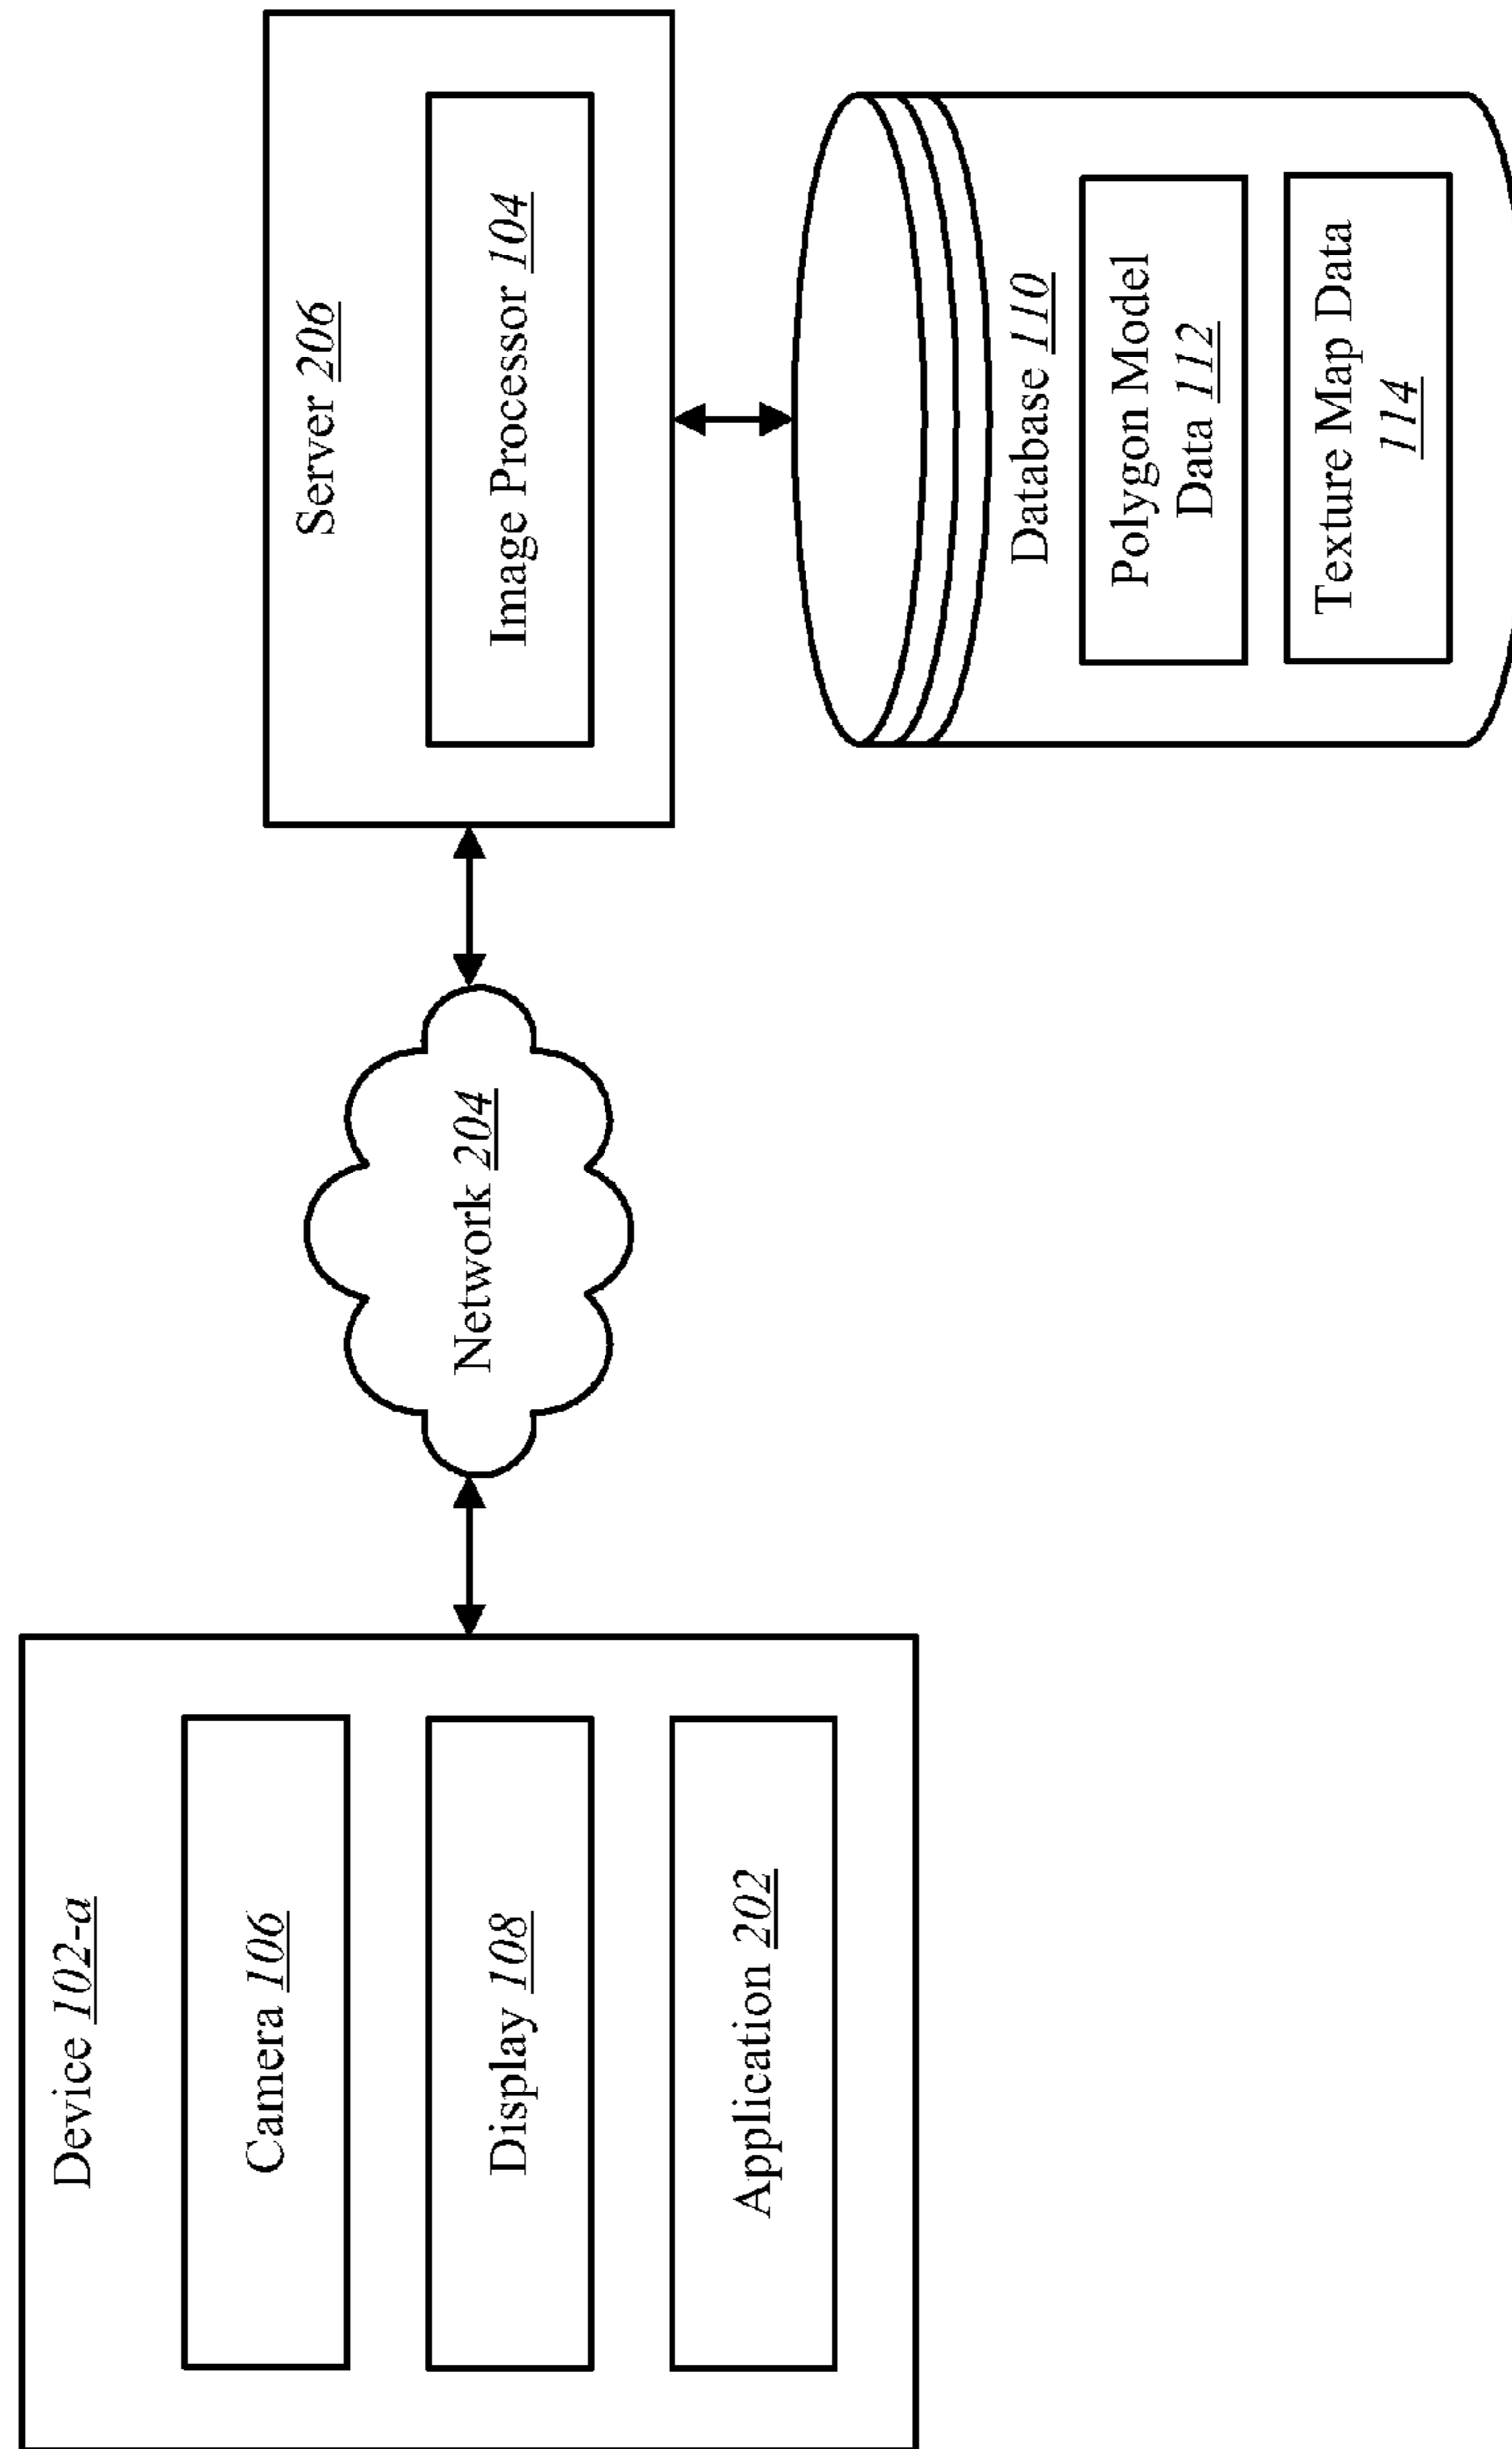 Device 102-a
Camera 106
Display 108
Application 202
Network 204
Server 206
Image Processor 104
Database 110
Polygon Model
Data 112
Texture Map Data
114